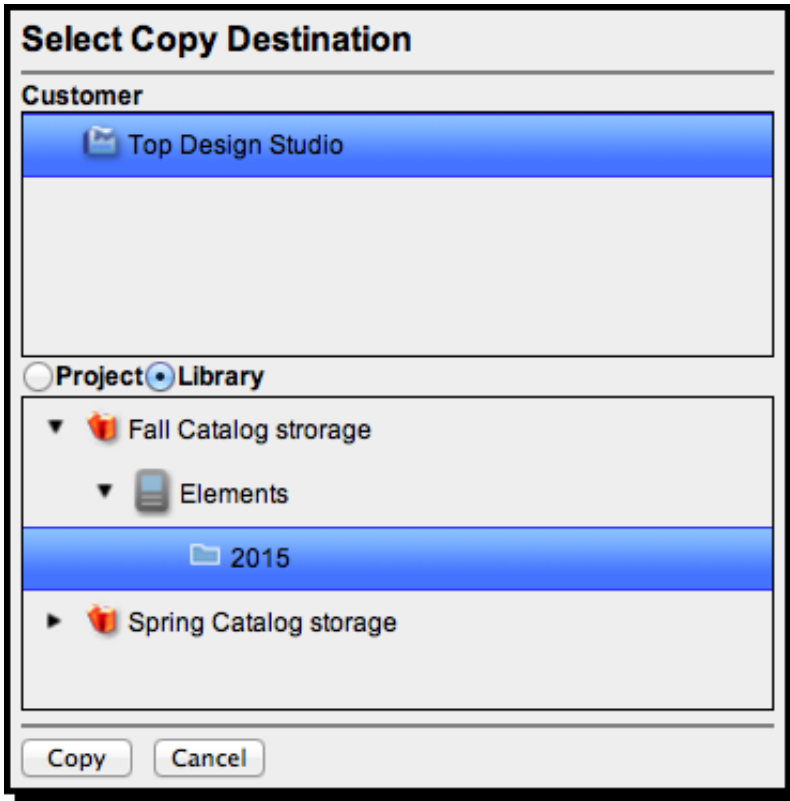 Select Copy Destination
Customer
Top Design Studio
Project Library
Fall Catalog strorage
Elements
2015
Spring Catalog storage
Copy Cancel